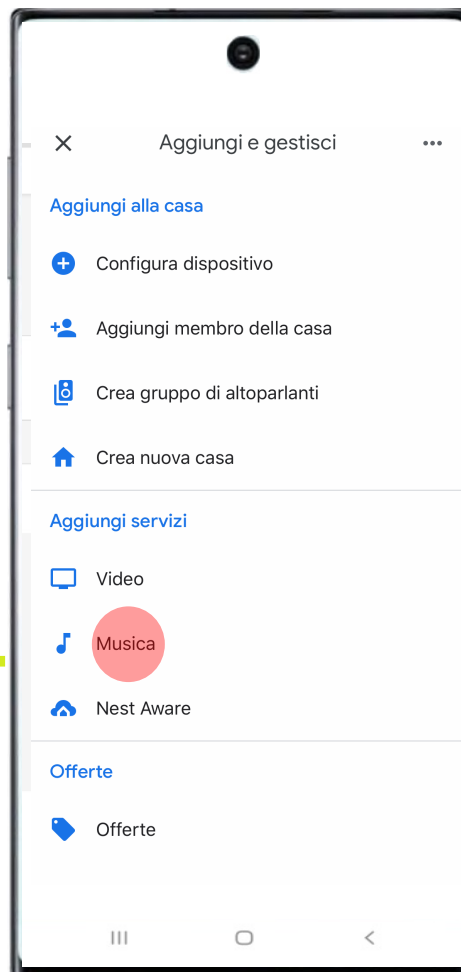 Aggiungi e gestisci
Aggiungi alla casa
Configura dispositivo
Aggiungi membro della casa
Crea gruppo di altoparlanti
Crea nuova casa
Aggiungi servizi
Video
Musica
Nest Aware
Offerte
Offerte